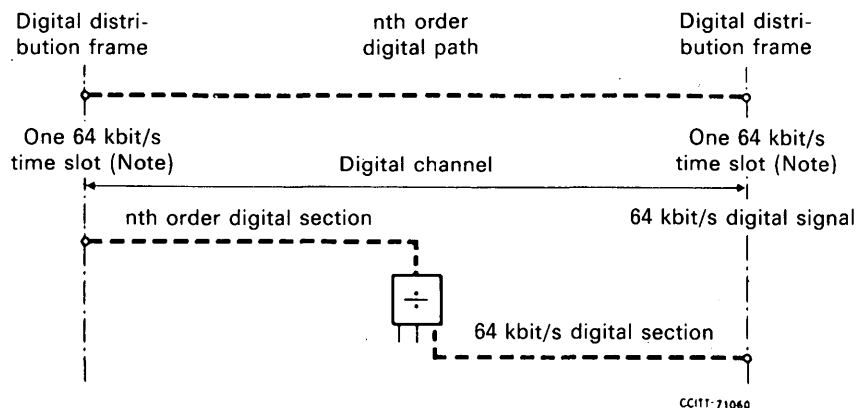 Digital distri-
bution frame
nth order
digital path
Digital distri-
bution frame
One 64 kbit/s
time slot (Note)
Digital channel
One 64 kbit/s
time slot (Note)
nth order digital section
64 kbit/s digital signal
÷
64 kbit/s digital section
CCITT-71060